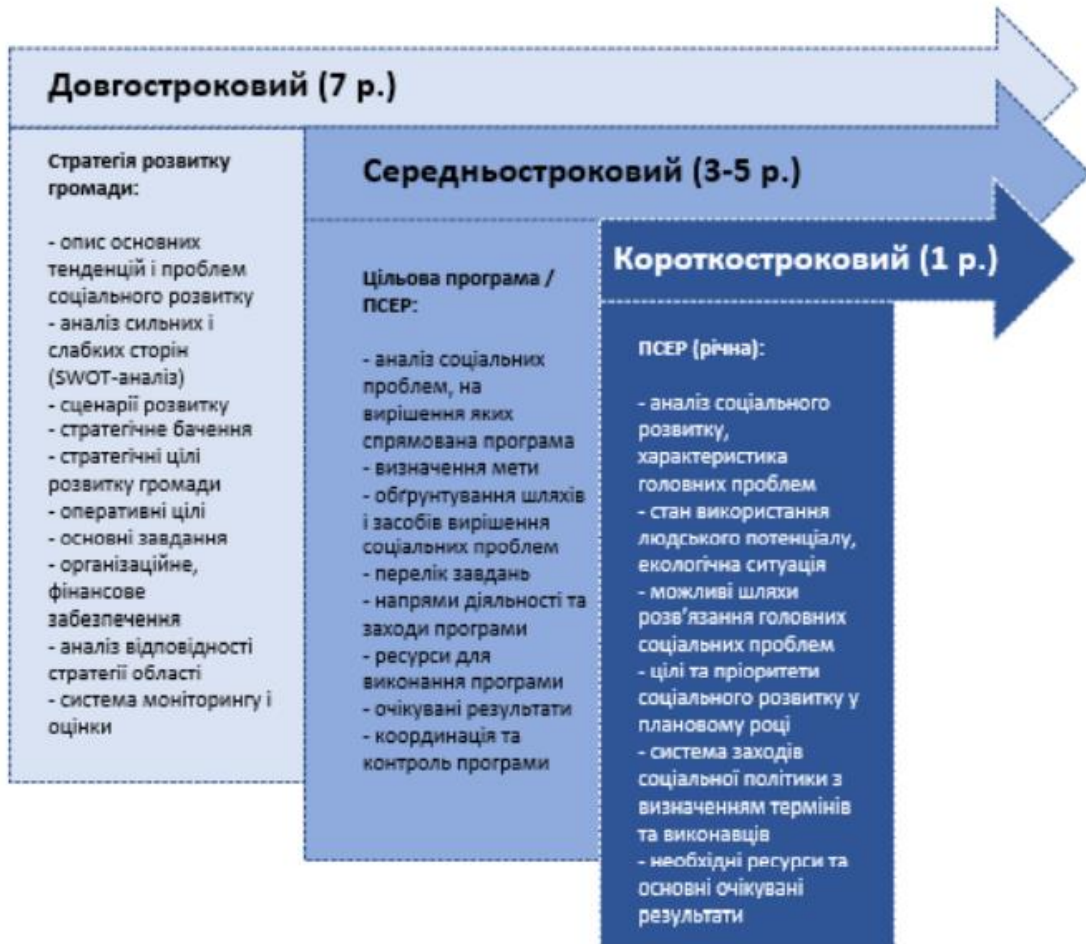 Довгостроковий (7 р.)
Стратегія розвитку
громади:
- опис основних
тенденцій і проблем
соціального розвитку
- аналіз сильних і
слабких сторін
(SWOT-аналіз)
- сценарії розвитку
- стратегічне бачення
- стратегічні цілі
розвитку громади
- оперативні цілі
- основні завдання
- організаційне,
фінансове
забезпечення
- аналіз відповідності
стратегії області
- система моніторингу і
оцінки
Середньостроковий (3-5 р.)
Цільова програма /
ПСЕР:
- аналіз соціальних
проблем, на
вирішення яких
спрямована програма
- визначення мети
- обґрунтування шляхів
і засобів вирішення
соціальних проблем
- перелік завдань
- напрями діяльності та
заходи програми
- ресурси для
виконання програми
- очікувані результати
- координація та
контроль програми
Короткостроковий (1 р.)
ПСЕР (річна):
- аналіз соціального
розвитку,
характеристика
головних проблем
- стан використання
людського потенціалу,
екологічна ситуація
- можливі шляхи
розв’язання головних
соціальних проблем
- цілі та пріоритети
соціального розвитку у
плановому році
- система заходів
соціальної політики з
визначенням термінів
та виконавців
- необхідні ресурси та
основні очікувані
результати